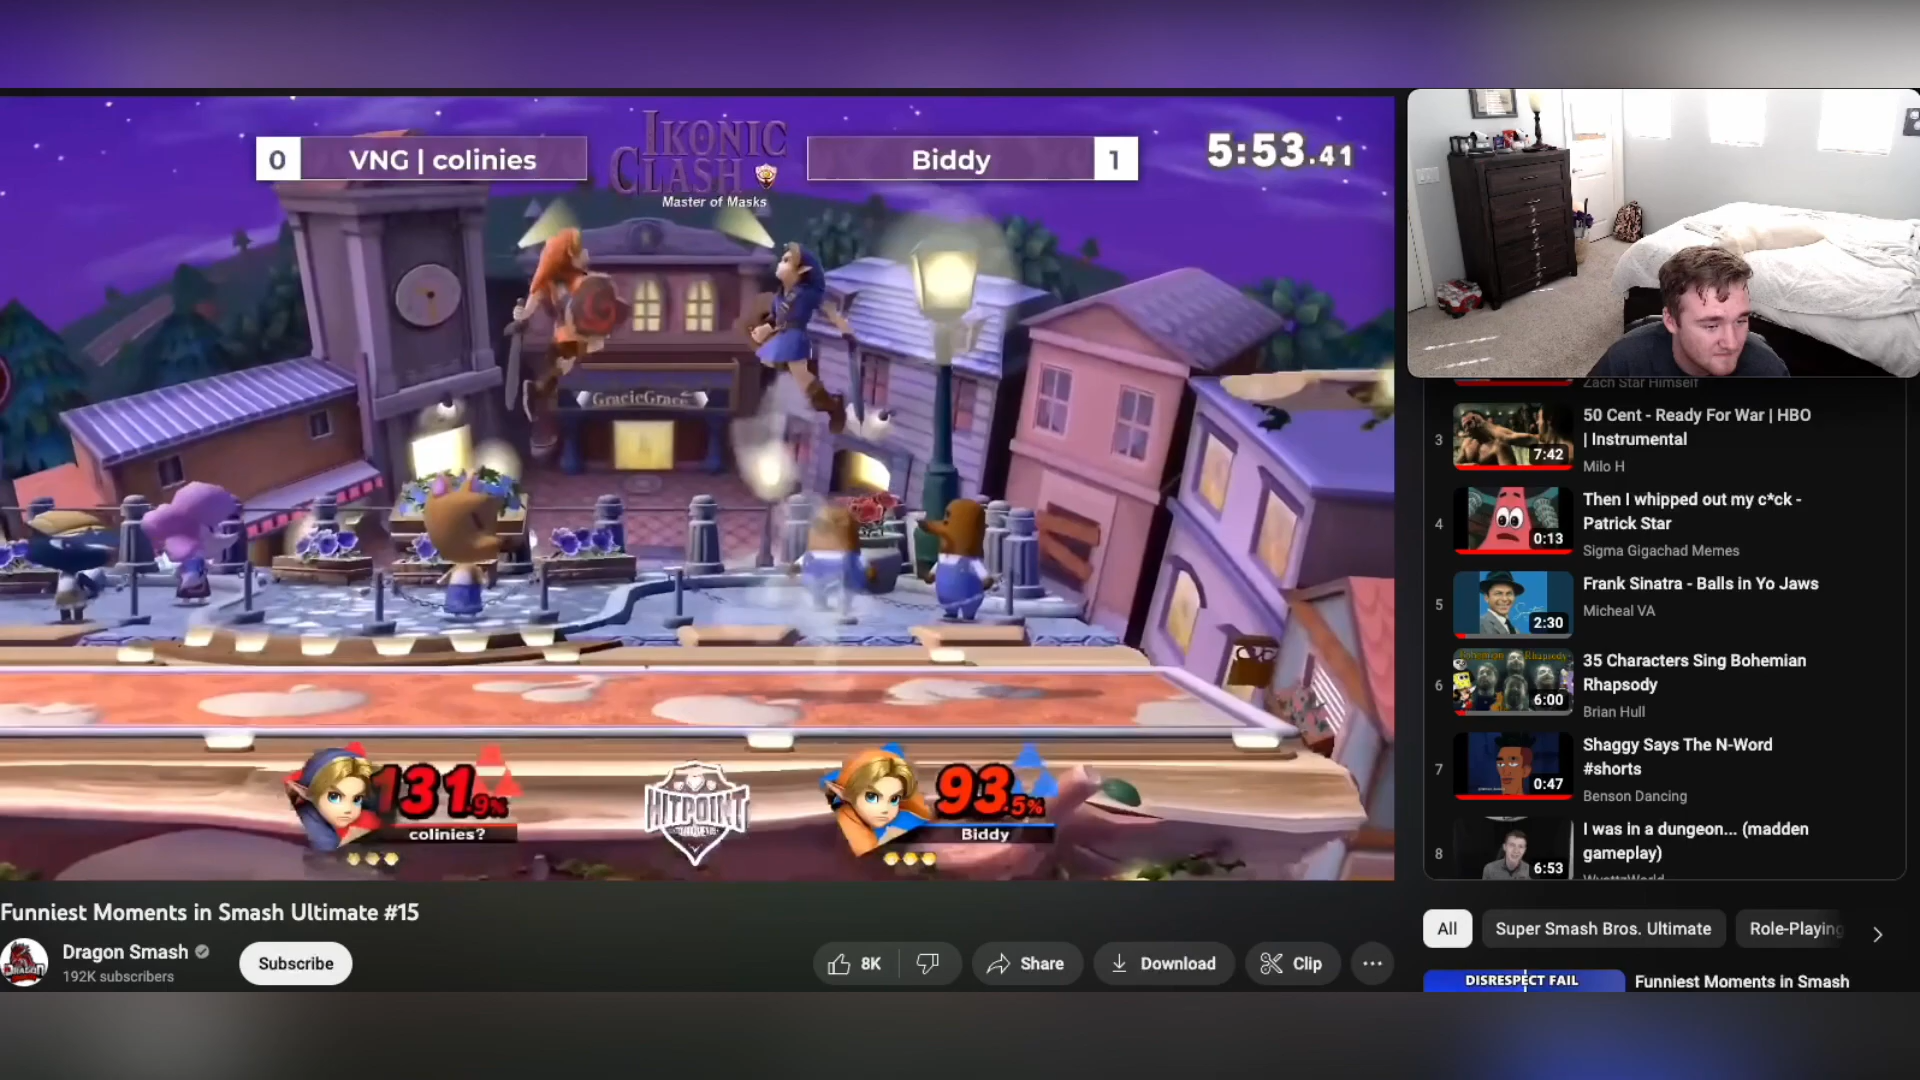 0
VNG | colinies
IKONIC
CLASH
Master of Masks
Biddy
1
5:53.41
GracieGrace
131.9%
colinies?
HITPOINT
93.5%
Biddy
Zach Star Himself
3
7:42
50 Cent - Ready For War | HBO
| Instrumental
Milo H
4
0:13
Then I whipped out my c*ck -
Patrick Star
Sigma Gigachad Memes
5
2:30
Frank Sinatra - Balls in Yo Jaws
Micheal VA
6
Bohemian Rhapsody
6:00
35 Characters Sing Bohemian
Rhapsody
Brian Hull
7
0:47
Shaggy Says The N-Word
#shorts
Benson Dancing
8
6:53
I was in a dungeon... (madden
gameplay)
Funniest Moments in Smash Ultimate #15
Dragon Smash
192K subscribers
Subscribe
8K
Share
Download
Clip
All
Super Smash Bros. Ultimate
Role-Playing
DISRESPECT FAIL
Funniest Moments in Smash